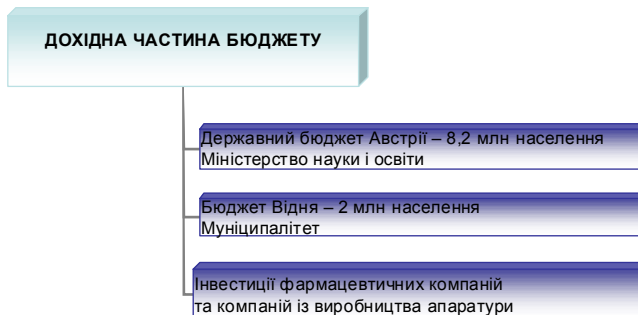 ДОХІДНА ЧАСТИНА БЮДЖЕТУ
Державний бюджет Австрії – 8,2 млн населення
Міністерство науки і освіти
Бюджет Відня – 2 млн населення
Муніципалітет
Інвестиції фармацевтичних компаній
та компаній із виробництва апаратури